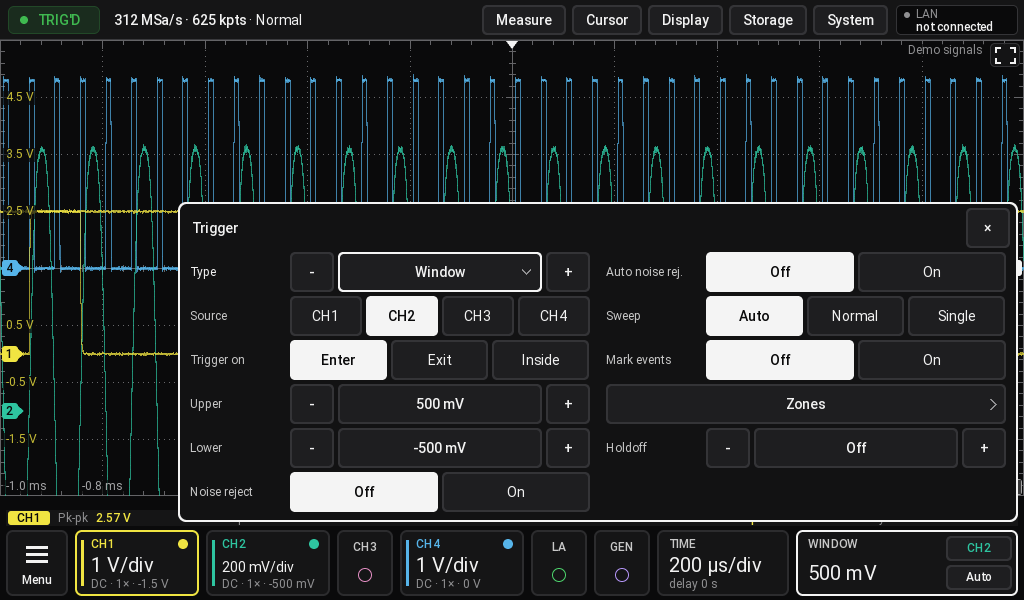 TRIG'D
312 MSa/s · 625 kpts · Normal
Measure
Cursor
Display
Storage
System
LAN
not connected
Demo signals
4.5 V
3.5 V
2.5 V
4
0.5 V
1
-0.5 V
2
-1.5 V
-1.0 ms
-0.8 ms
Trigger
×
Type
-
Window
+
Auto noise rej.
Off
On
Source
CH1
CH2
CH3
CH4
Sweep
Auto
Normal
Single
Trigger on
Enter
Exit
Inside
Mark events
Off
On
Upper
-
500 mV
+
Zones
Lower
-
-500 mV
+
Holdoff
-
Off
+
Noise reject
Off
On
CH1 Pk-pk 2.57 V
Menu
CH1
1 V/div
DC · 1× · -1.5 V
CH2
200 mV/div
DC · 1× · -500 mV
CH3
CH4
1 V/div
DC · 1× · 0 V
LA
GEN
TIME
200 µs/div
delay 0 s
WINDOW
500 mV
CH2
Auto